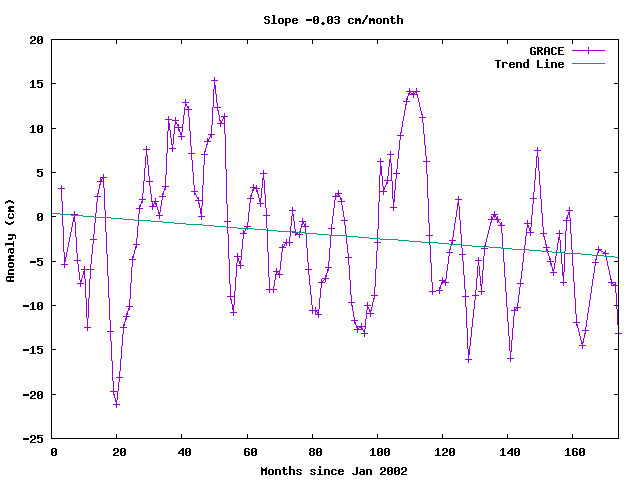 Slope -0.03 cm/month
GRACE
Trend Line
20
15
10
5
0
-5
-10
-15
-20
-25
Anomaly (cm)
0 20 40 60 80 100 120 140 160
Months since Jan 2002